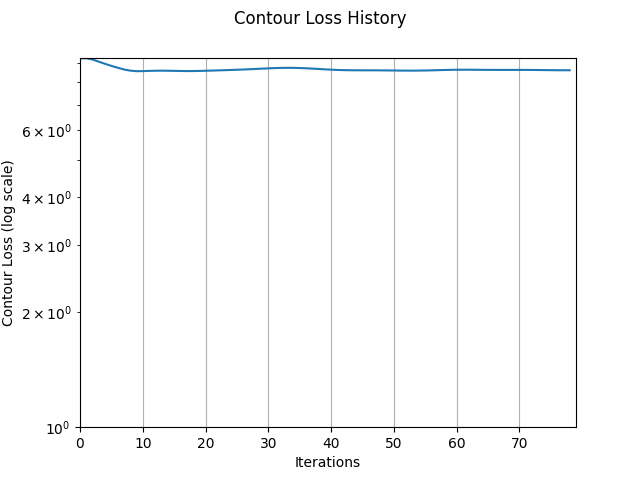 Contour Loss History
Contour Loss (log scale)
6 × 10⁰
4 × 10⁰
3 × 10⁰
2 × 10⁰
10⁰
0 10 20 30 40 50 60 70
Iterations